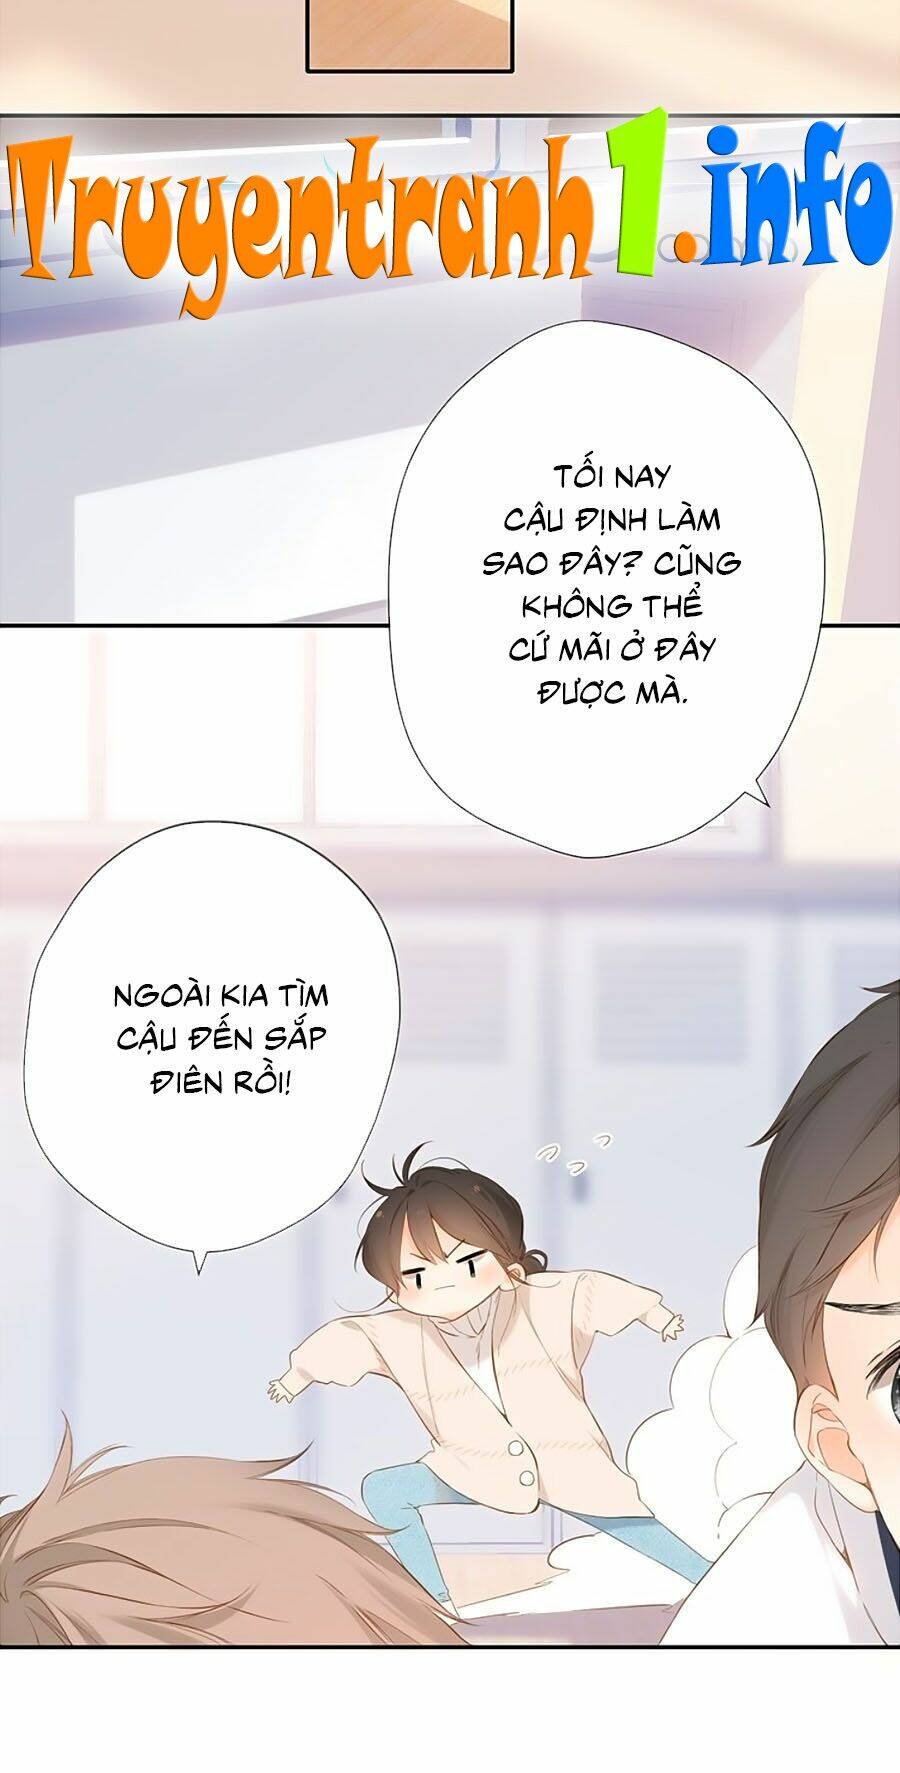 Truyentranh1.info
TỐI NAY
CẬU ĐỊNH LÀM
SAO ĐÂY? CŨNG
KHÔNG THỂ
CỨ MÃI Ở ĐÂY
ĐƯỢC MÀ.
NGOÀI KIA TÌM
CẬU ĐẾN SẮP
ĐIÊN RỒI!